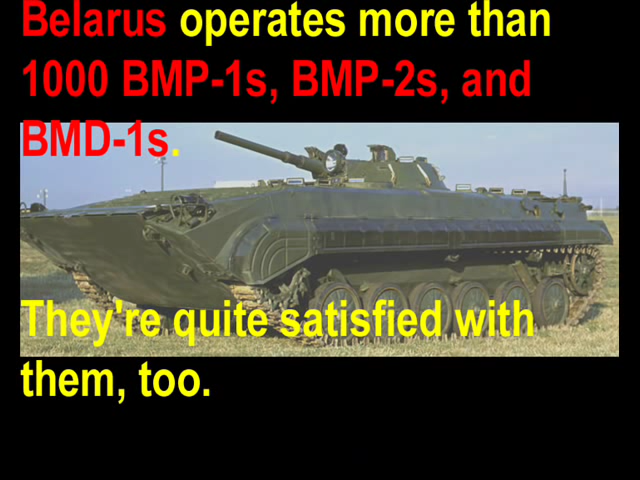 Belarus operates more than
1000 BMP-1s, BMP-2s, and
BMD-1s.
They're quite satisfied with
them, too.